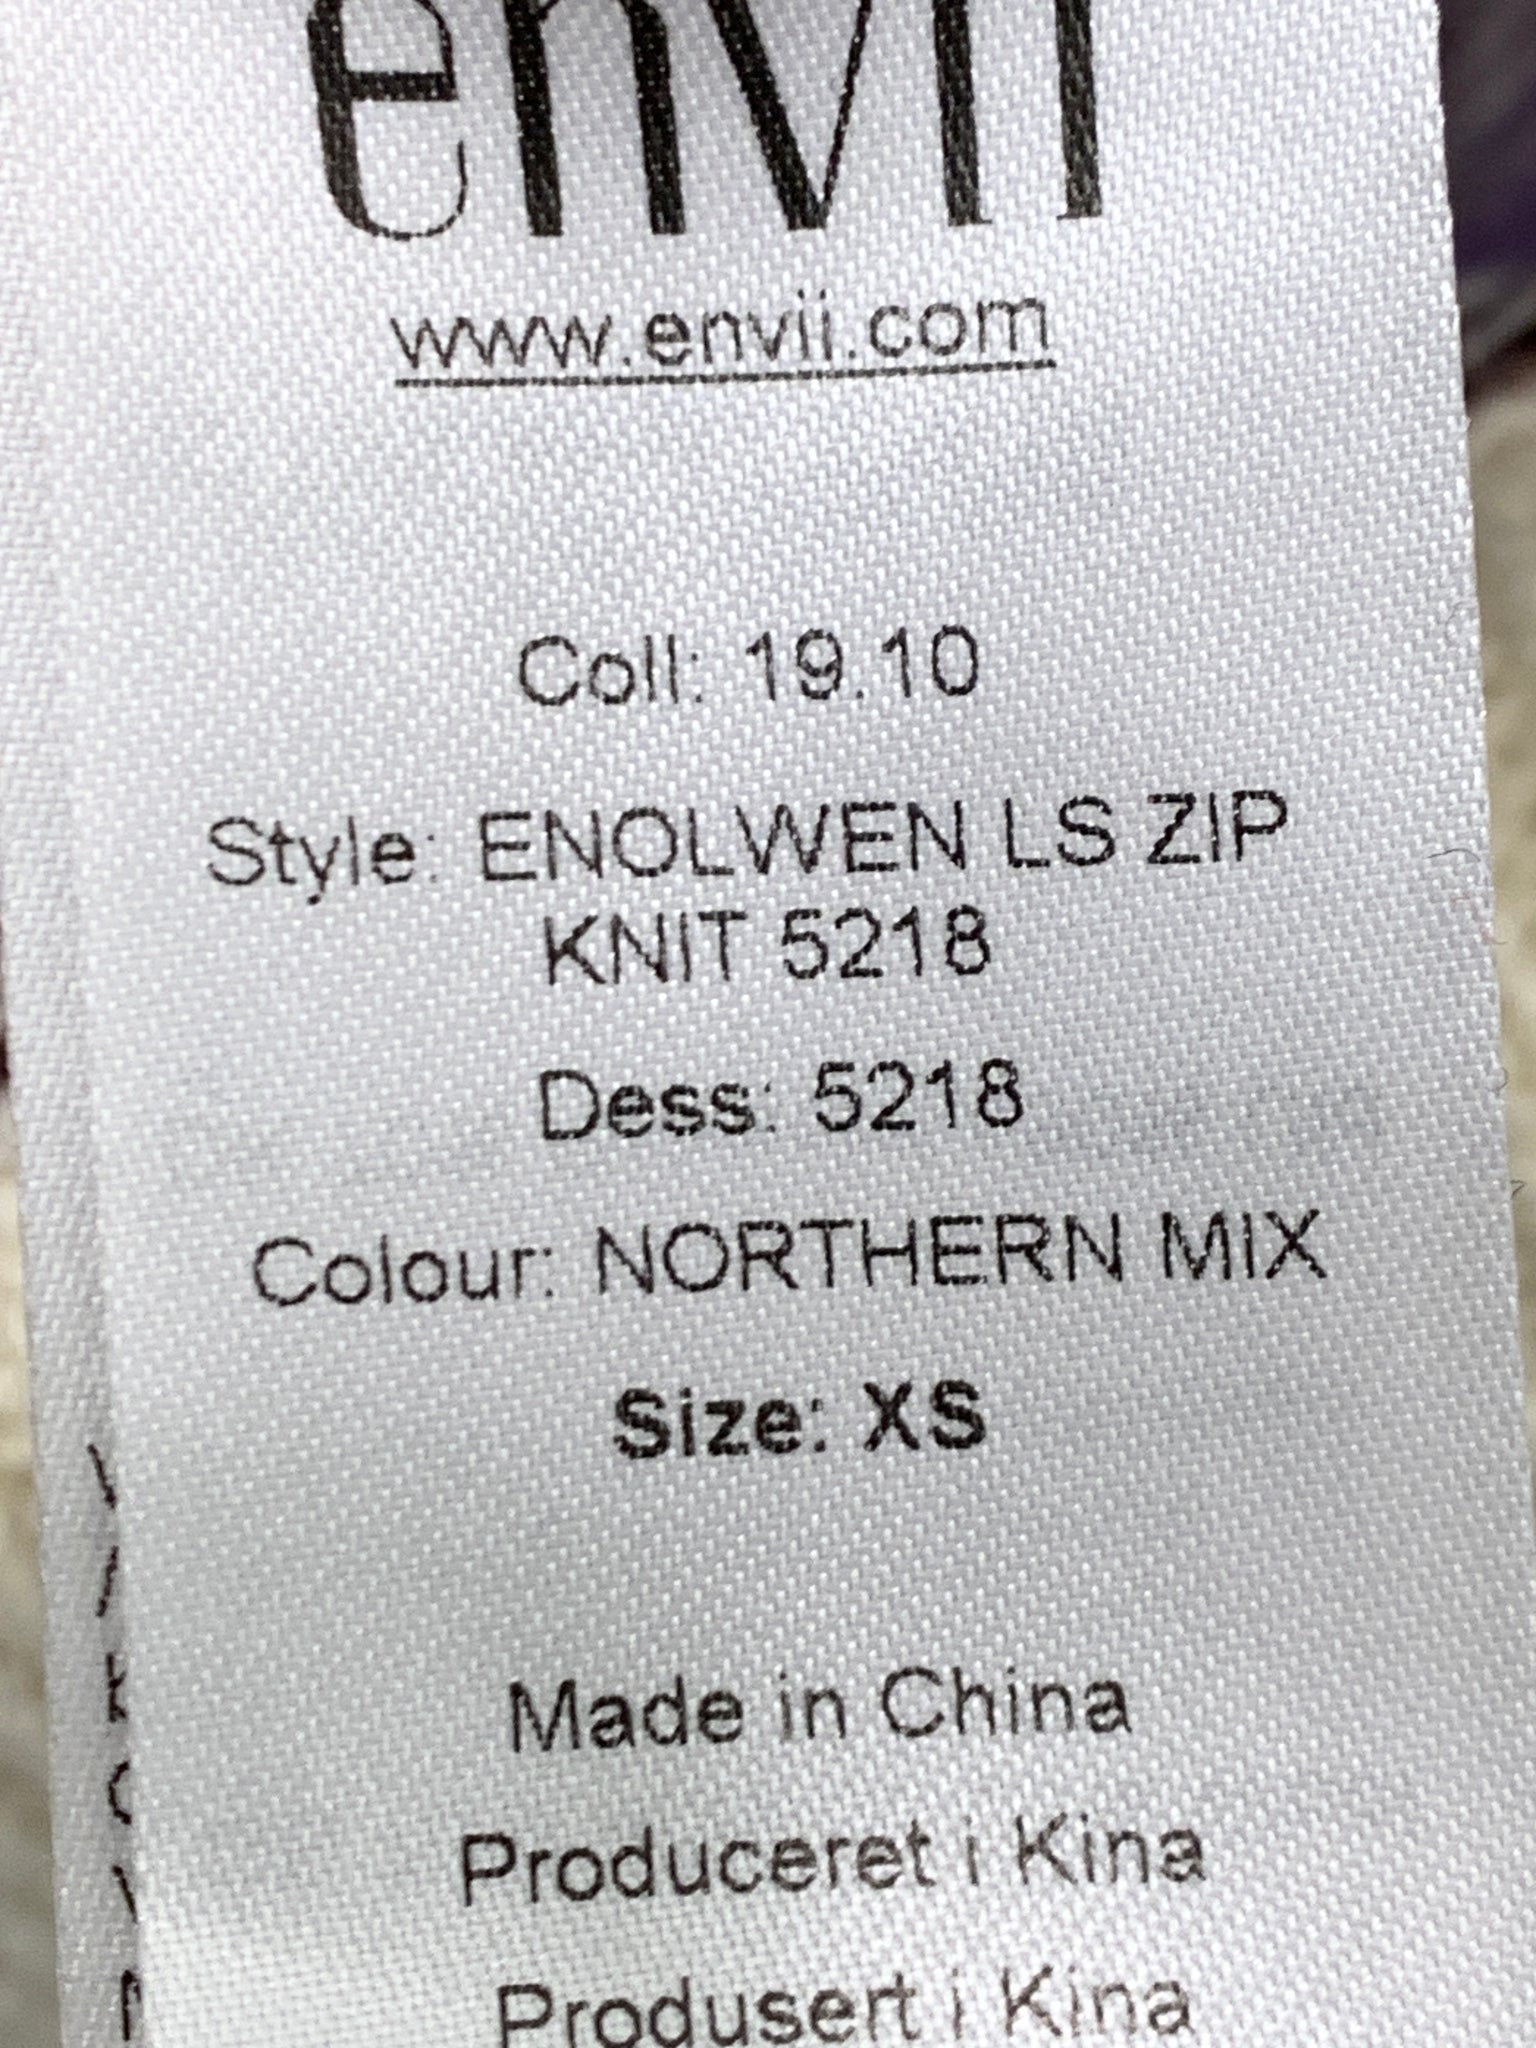 envii
www.envii.com
Coll: 19.10
Style: ENOLWEN LS ZIP
KNIT 5218
Dess: 5218
Colour: NORTHERN MIX
Size: XS
Made in China
Produceret i Kina
Produsert i Kina